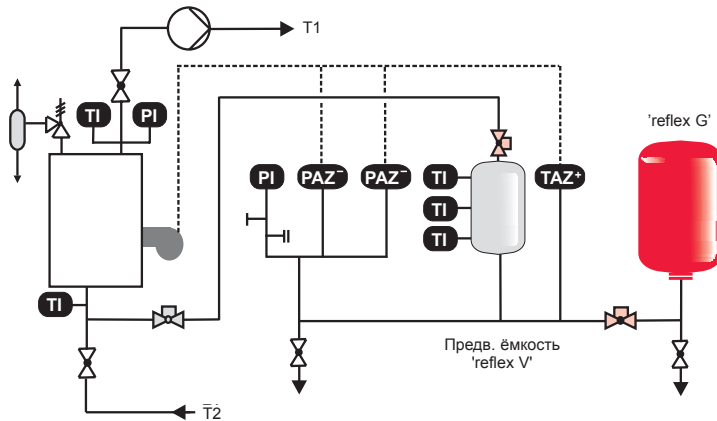 T1
TI
PI
'reflex G'
PI
PAZ⁻
PAZ⁻
TI
TAZ⁺
TI
TI
TI
Предв. ёмкость
'reflex V'
T2